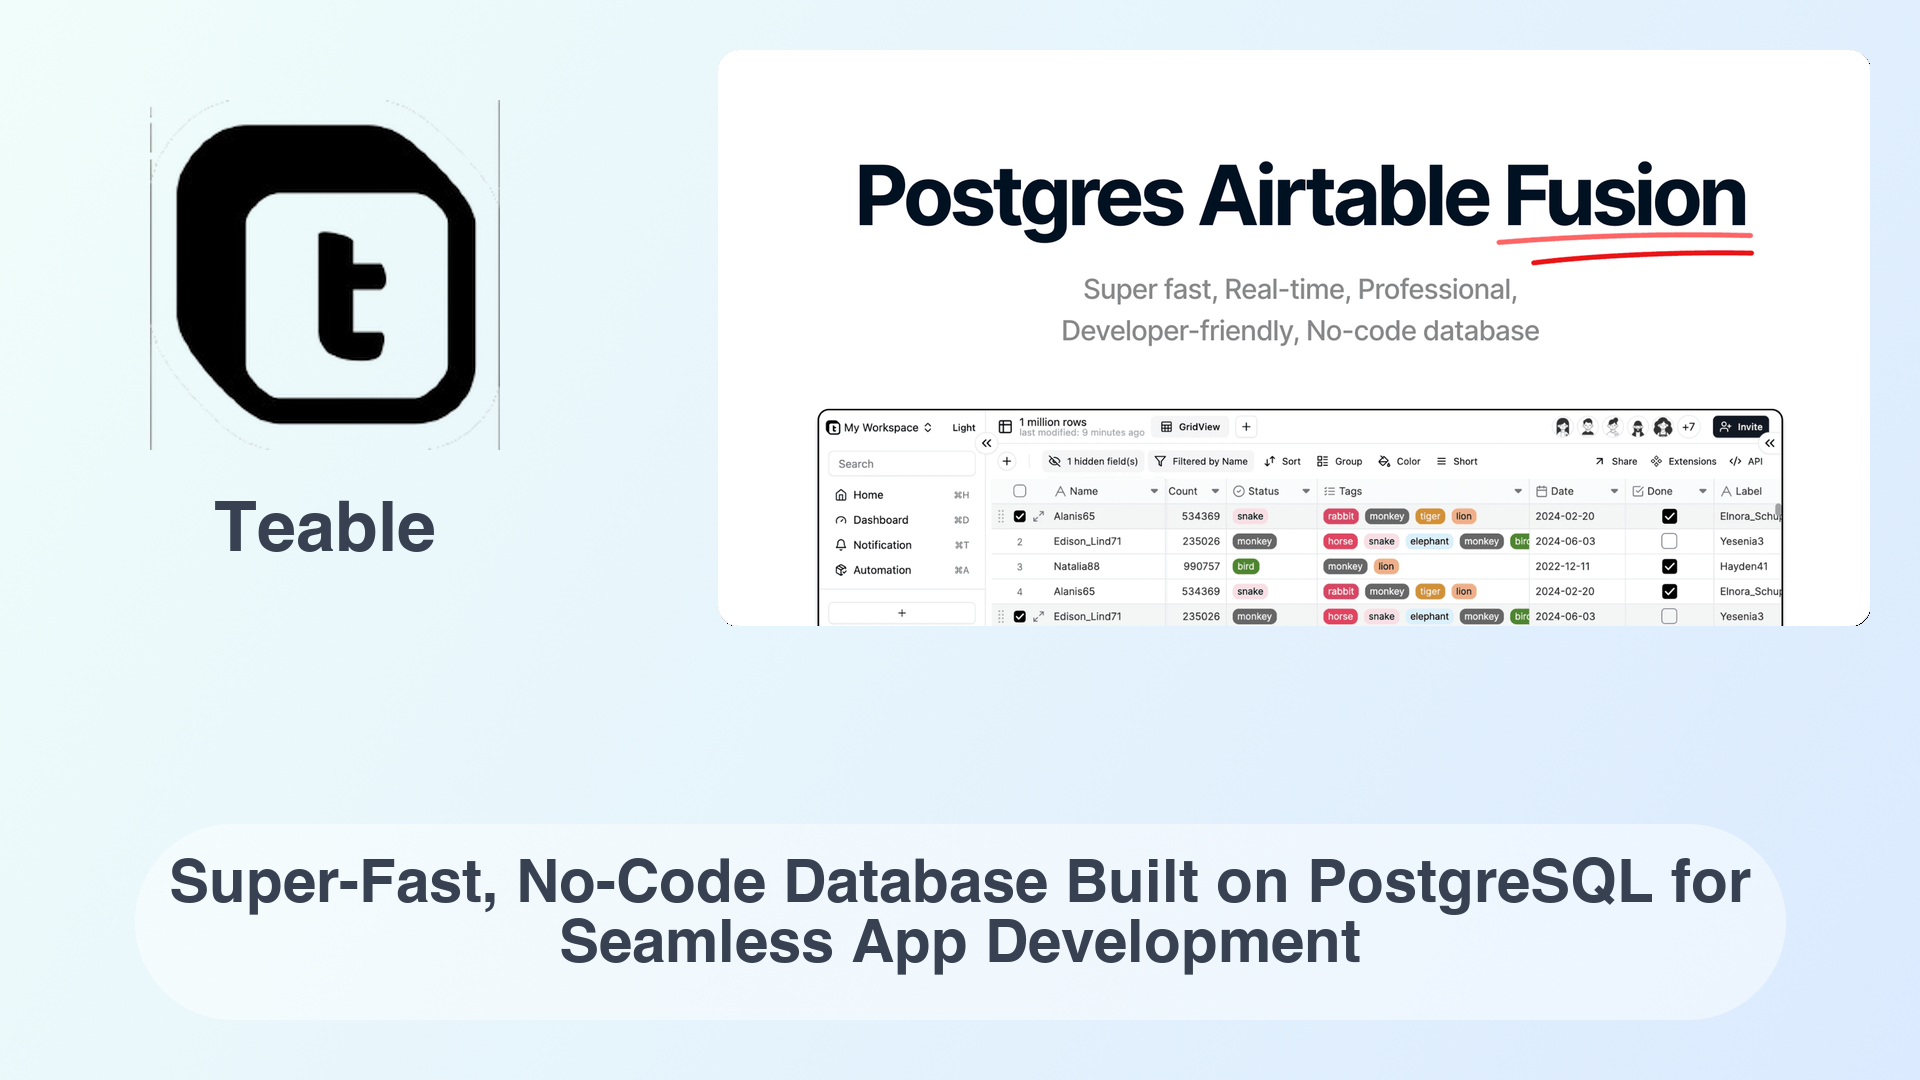 t
Teable
Postgres Airtable Fusion
Super fast, Real-time, Professional,
Developer-friendly, No-code database
My Workspace Light
Search
Home ⌘H
Dashboard ⌘D
Notification ⌘T
Automation ⌘A
+
1 million rows
last modified: 9 minutes ago
GridView + +7 Invite
+ 1 hidden field(s) Filtered by Name Sort Group Color Short Share Extensions API
Name Count Status Tags Date Done Label
Alanis65 534369 snake rabbit monkey tiger lion 2024-02-20
2 Edison_Lind71 235026 monkey horse snake elephant monkey 2024-06-03 Yesenia3
3 Natalia88 990757 bird monkey lion 2022-12-11 Hayden41
4 Alanis65 534369 snake rabbit monkey tiger lion 2024-02-20
Edison_Lind71 235026 monkey horse snake elephant monkey 2024-06-03 Yesenia3
Super-Fast, No-Code Database Built on PostgreSQL for
Seamless App Development